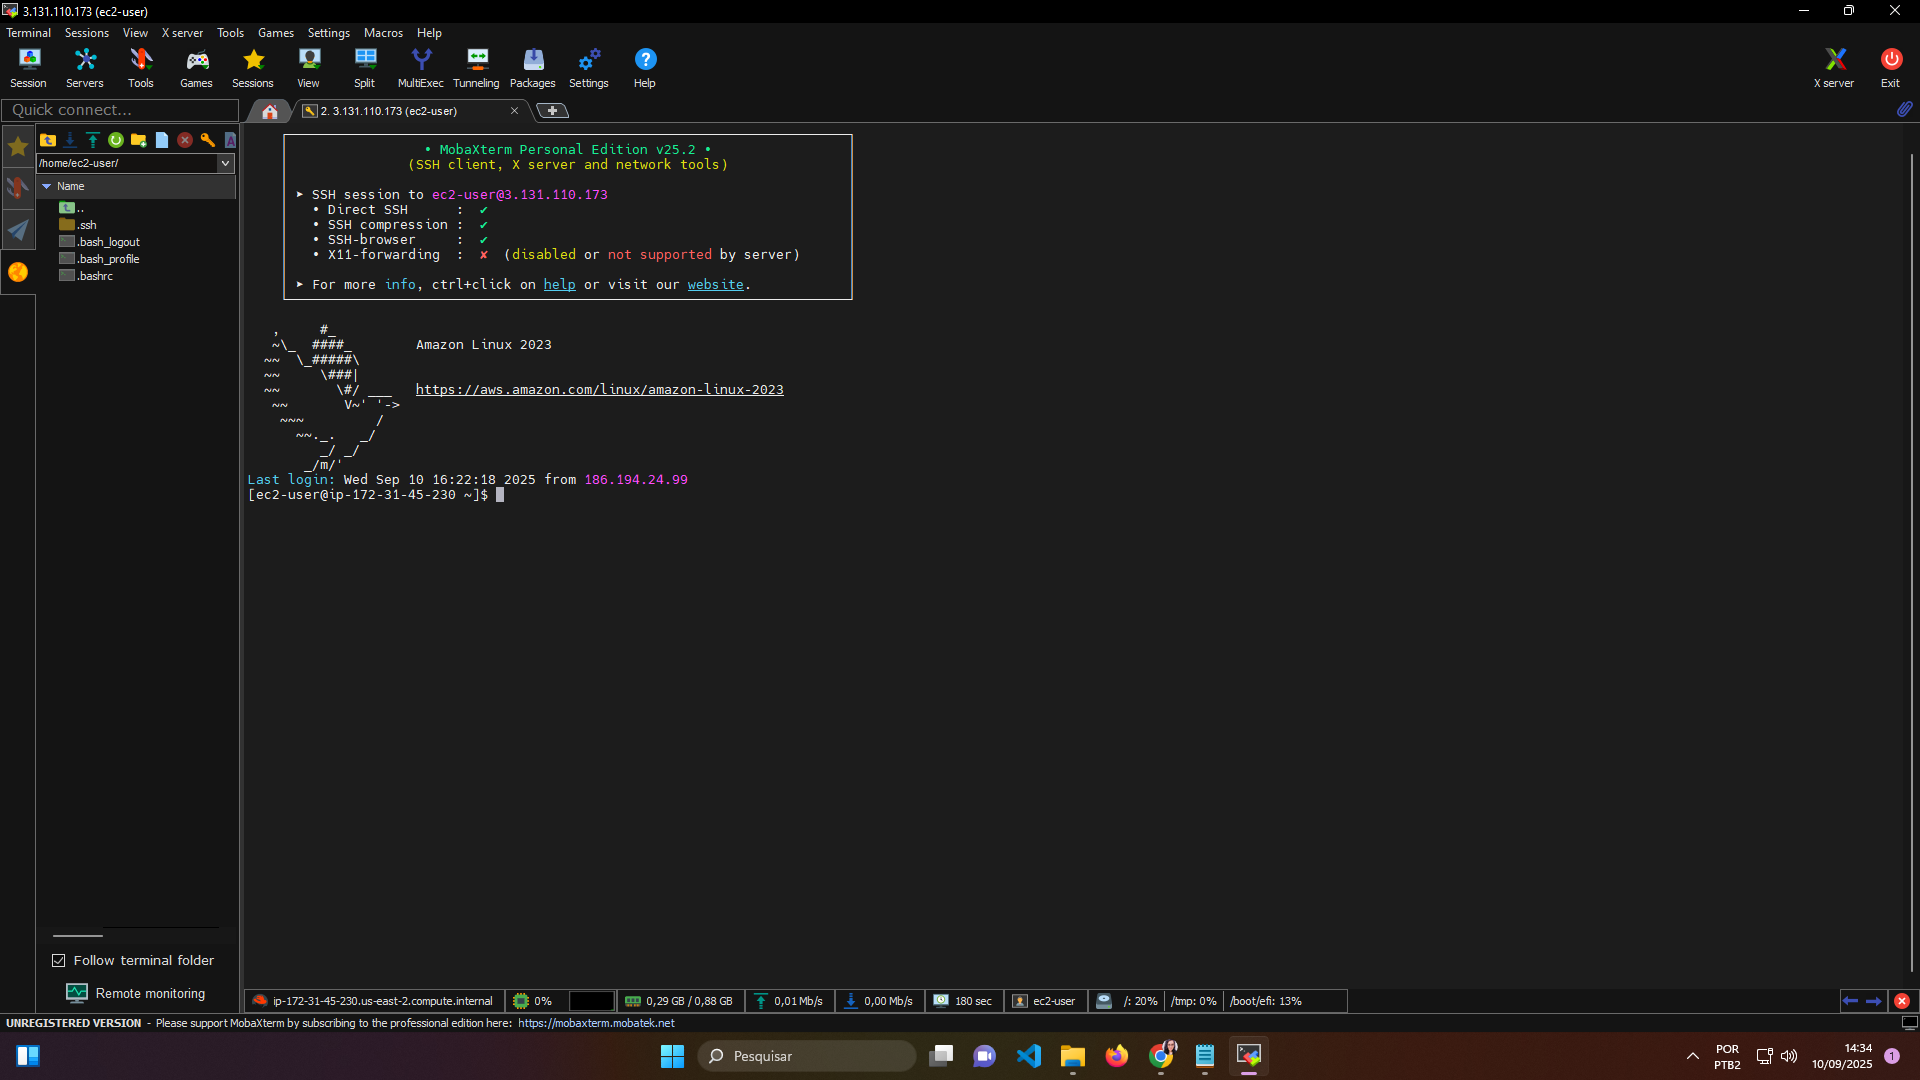 3.131.110.173 (ec2-user)
Terminal Sessions View X server Tools Games Settings Macros Help
Session Servers Tools Games Sessions View Split MultiExec Tunneling Packages Settings Help X server Exit
Quick connect...
2. 3.131.110.173 (ec2-user)
/home/ec2-user/
Name
..
.ssh
.bash_logout
.bash_profile
.bashrc
• MobaXterm Personal Edition v25.2 •
(SSH client, X server and network tools)
➤ SSH session to ec2-user@3.131.110.173
• Direct SSH : ✔
• SSH compression : ✔
• SSH-browser : ✔
• X11-forwarding : ✘ (disabled or not supported by server)
➤ For more info, ctrl+click on help or visit our website.
   ,     #_
   ~\_  ####_        Amazon Linux 2023
  ~~  \_#####\
  ~~     \###|
  ~~       \#/ ___   https://aws.amazon.com/linux/amazon-linux-2023
   ~~       V~' '->
    ~~~         /
      ~~._.   _/
         _/ _/
       _/m/'
Last login: Wed Sep 10 16:22:18 2025 from 186.194.24.99
[ec2-user@ip-172-31-45-230 ~]$
Follow terminal folder
Remote monitoring
ip-172-31-45-230.us-east-2.compute.internal 0% 0,29 GB / 0,88 GB 0,01 Mb/s 0,00 Mb/s 180 sec ec2-user /: 20% /tmp: 0% /boot/efi: 13%
UNREGISTERED VERSION - Please support MobaXterm by subscribing to the professional edition here: https://mobaxterm.mobatek.net
Pesquisar
POR
PTB2
14:34
10/09/2025
1